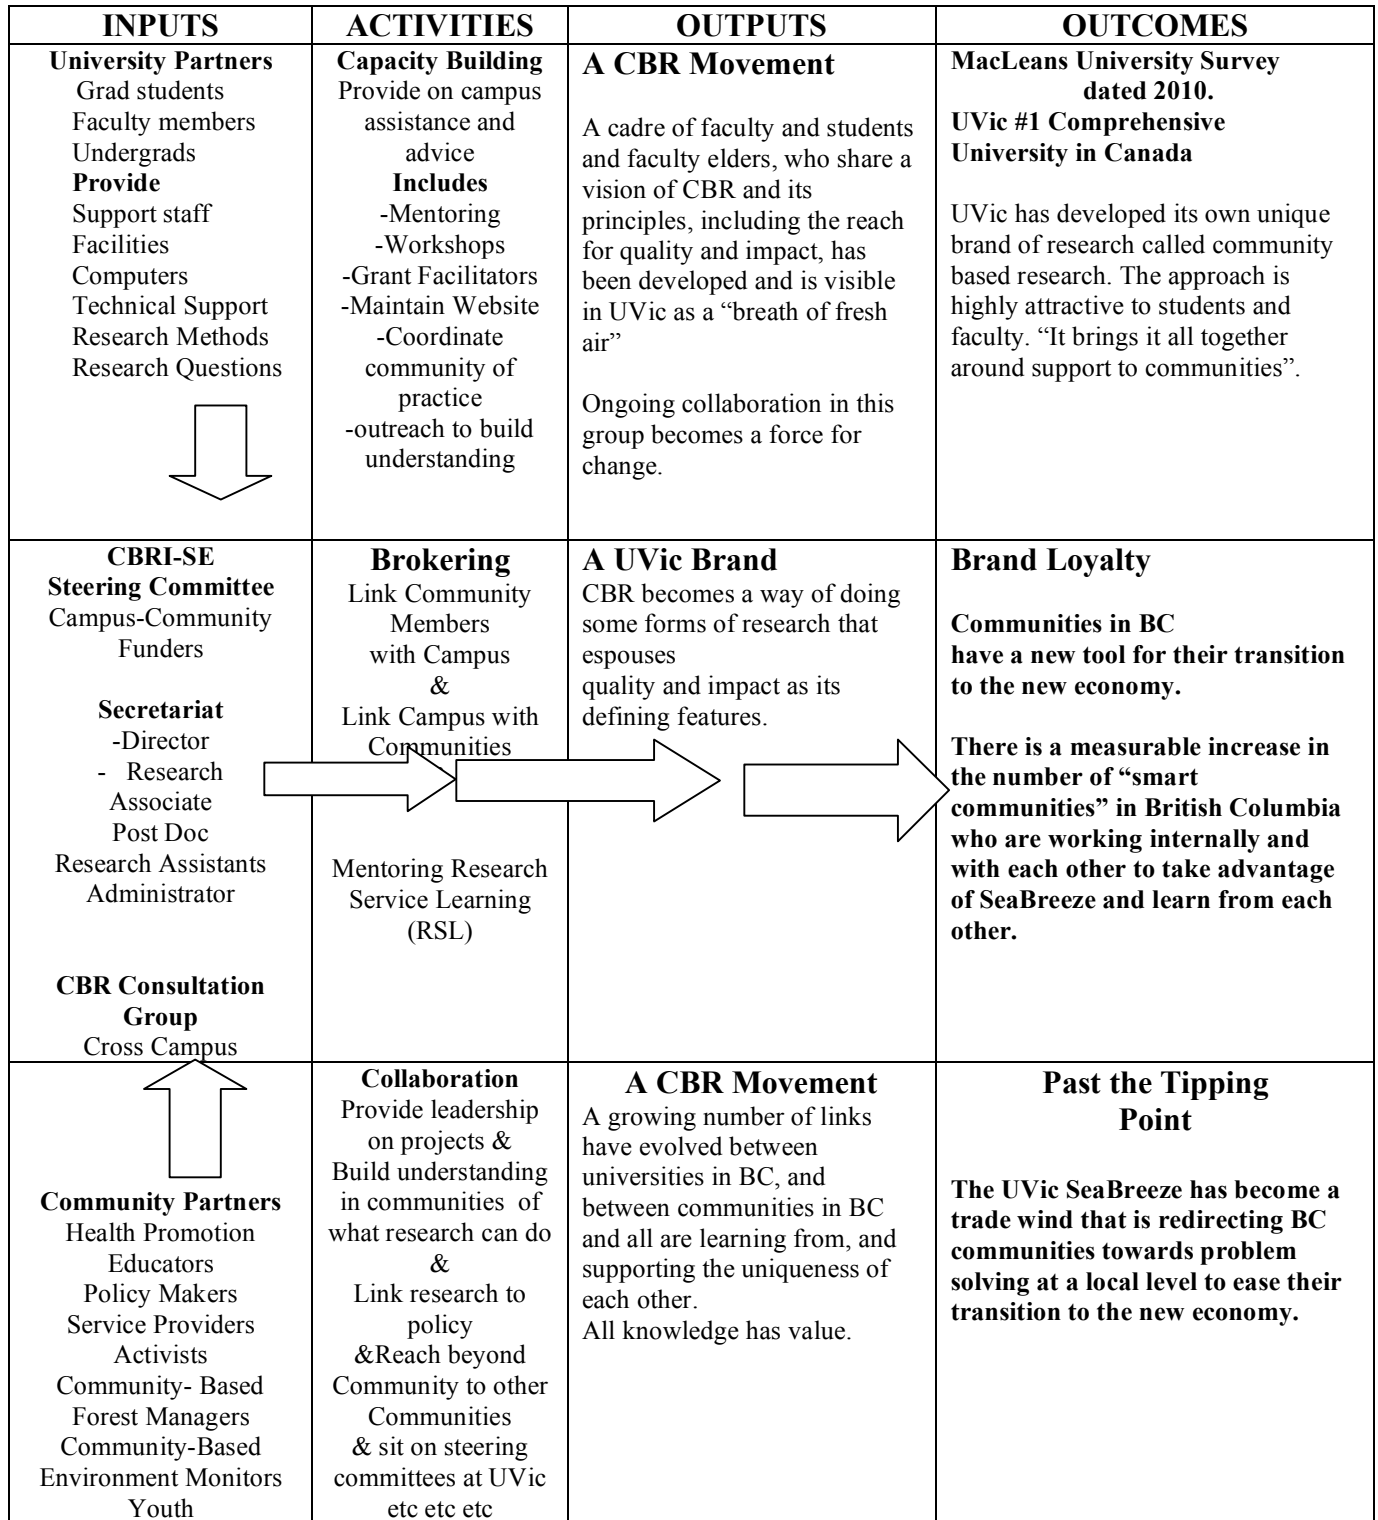 INPUTS
ACTIVITIES
OUTPUTS
OUTCOMES
University Partners
Grad students
Faculty members
Undergrads
Provide
Support staff
Facilities
Computers
Technical Support
Research Methods
Research Questions
Capacity Building
Provide on campus
assistance and
advice
Includes
-Mentoring
-Workshops
-Grant Facilitators
-Maintain Website
-Coordinate
community of
practice
-outreach to build
understanding
A CBR Movement
A cadre of faculty and students
and faculty elders, who share a
vision of CBR and its
principles, including the reach
for quality and impact, has
been developed and is visible
in UVic as a “breath of fresh
air”
Ongoing collaboration in this
group becomes a force for
change.
MacLeans University Survey
dated 2010.
UVic #1 Comprehensive
University in Canada
UVic has developed its own unique
brand of research called community
based research. The approach is
highly attractive to students and
faculty. “It brings it all together
around support to communities”.
CBRI-SE
Steering Committee
Campus-Community
Funders
Secretariat
-Director
- Research
Associate
Post Doc
Research Assistants
Administrator
CBR Consultation
Group
Cross Campus
Brokering
Link Community
Members
with Campus
&
Link Campus with
Communities
Mentoring Research
Service Learning
(RSL)
A UVic Brand
CBR becomes a way of doing
some forms of research that
espouses
quality and impact as its
defining features.
Brand Loyalty
Communities in BC
have a new tool for their transition
to the new economy.
There is a measurable increase in
the number of “smart
communities” in British Columbia
who are working internally and
with each other to take advantage
of SeaBreeze and learn from each
other.
Community Partners
Health Promotion
Educators
Policy Makers
Service Providers
Activists
Community- Based
Forest Managers
Community-Based
Environment Monitors
Youth
Collaboration
Provide leadership
on projects &
Build understanding
in communities of
what research can do
&
Link research to
policy
&Reach beyond
Community to other
Communities
& sit on steering
committees at UVic
etc etc etc
A CBR Movement
A growing number of links
have evolved between
universities in BC, and
between communities in BC
and all are learning from, and
supporting the uniqueness of
each other.
All knowledge has value.
Past the Tipping
Point
The UVic SeaBreeze has become a
trade wind that is redirecting BC
communities towards problem
solving at a local level to ease their
transition to the new economy.